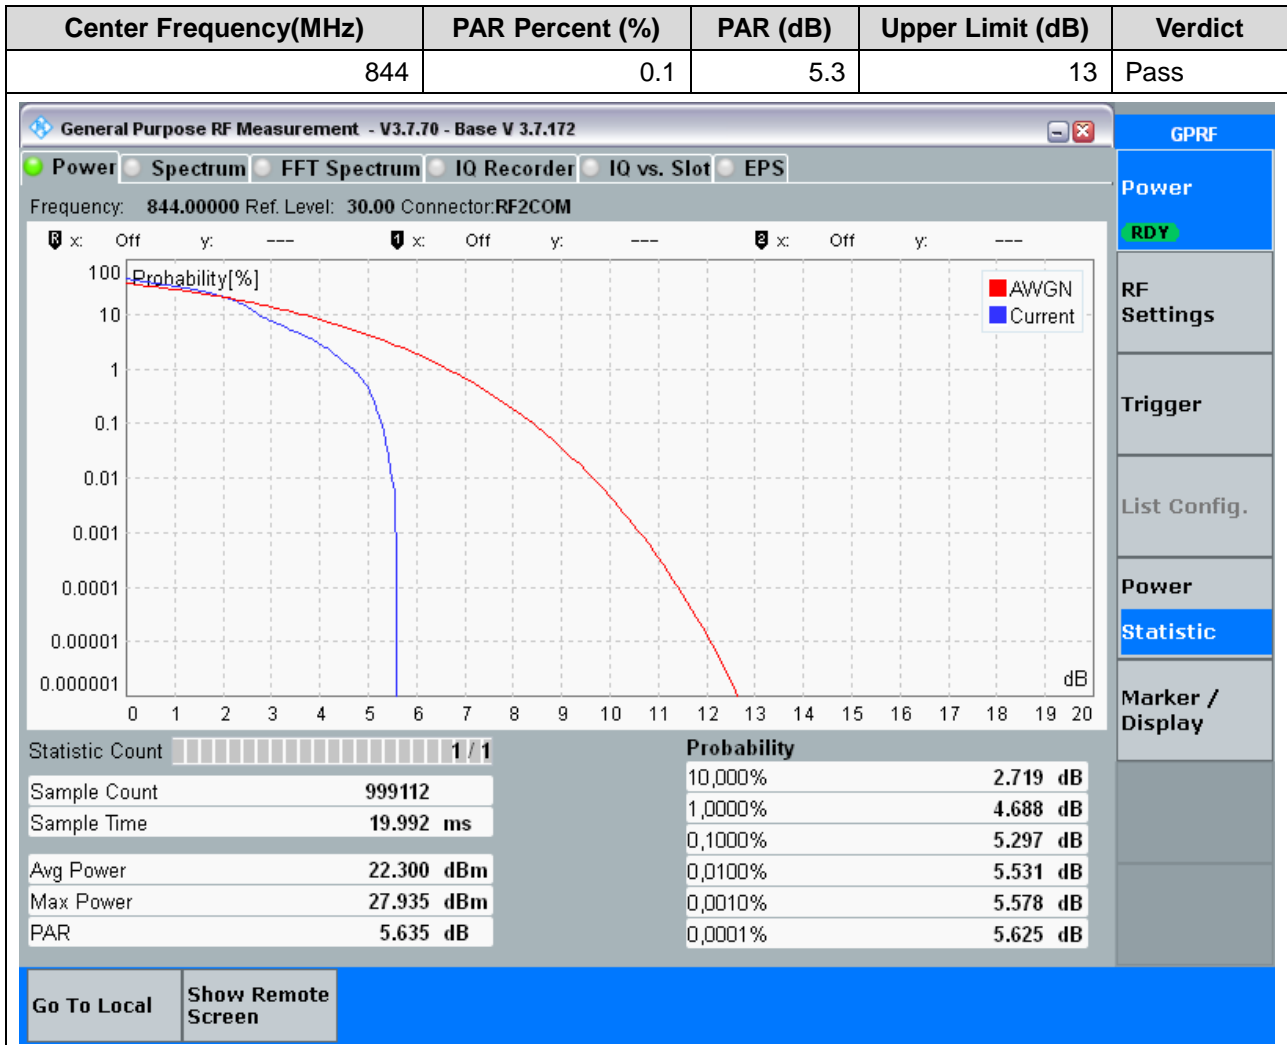 Center Frequency(MHz) PAR Percent (%) PAR (dB) Upper Limit (dB) Verdict
844 0.1 5.3 13 Pass
General Purpose RF Measurement - V3.7.70 - Base V 3.7.172
GPRF
Power Spectrum FFT Spectrum IQ Recorder IQ vs. Slot EPS
Power
RDY
Frequency: 844.00000 Ref. Level: 30.00 Connector:RF2COM
R x: Off y: --- 1 x: Off y: --- 2 x: Off y: ---
Probability[%]
100
10
1
0.1
0.01
0.001
0.0001
0.00001
0.000001
AWGN
Current
dB
0 1 2 3 4 5 6 7 8 9 10 11 12 13 14 15 16 17 18 19 20
RF
Settings
Trigger
List Config.
Power
Statistic
Marker /
Display
Statistic Count 1 / 1
Sample Count 999112
Sample Time 19.992 ms
Avg Power 22.300 dBm
Max Power 27.935 dBm
PAR 5.635 dB
Probability
10,000% 2.719 dB
1,0000% 4.688 dB
0,1000% 5.297 dB
0,0100% 5.531 dB
0,0010% 5.578 dB
0,0001% 5.625 dB
Go To Local
Show Remote
Screen